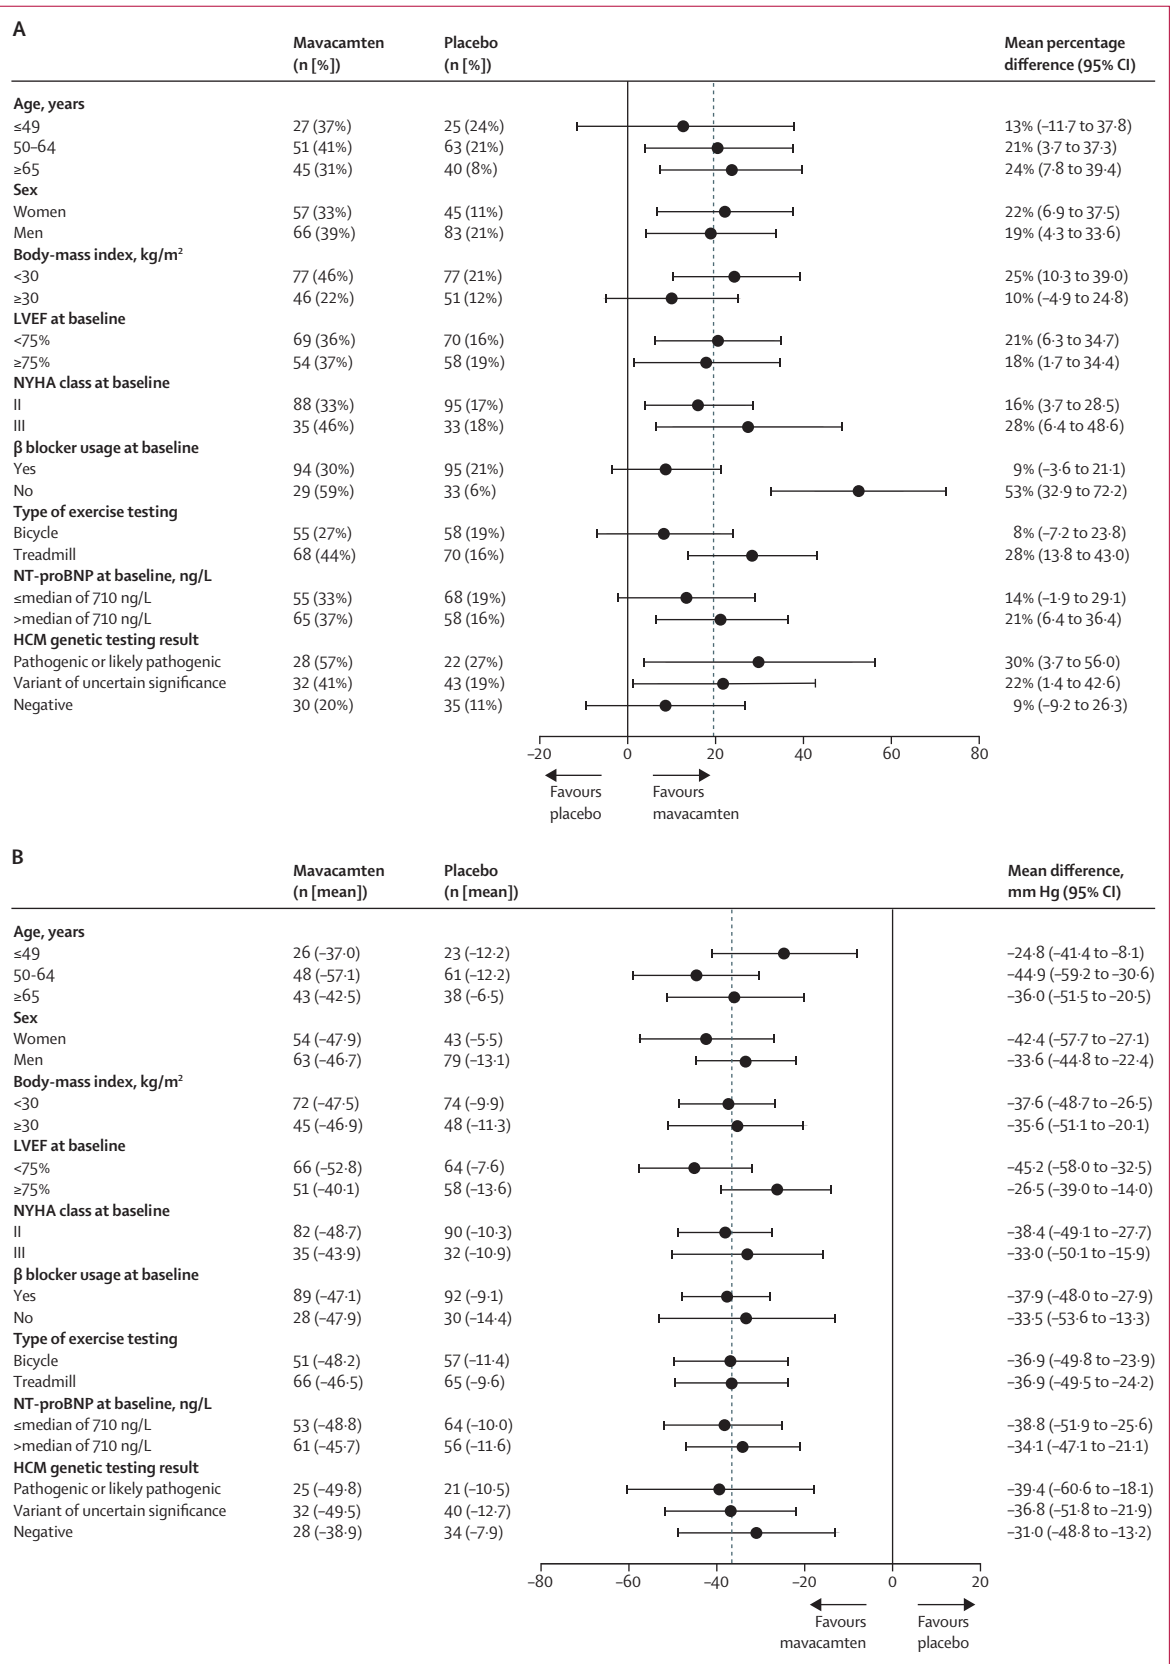 A
Mavacamten (n [%]) Placebo (n [%]) Mean percentage difference (95% CI)
Age, years
≤49 27 (37%) 25 (24%) 13% (–11·7 to 37·8)
50–64 51 (41%) 63 (21%) 21% (3·7 to 37·3)
≥65 45 (31%) 40 (8%) 24% (7·8 to 39·4)
Sex
Women 57 (33%) 45 (11%) 22% (6·9 to 37·5)
Men 66 (39%) 83 (21%) 19% (4·3 to 33·6)
Body-mass index, kg/m²
<30 77 (46%) 77 (21%) 25% (10·3 to 39·0)
≥30 46 (22%) 51 (12%) 10% (–4·9 to 24·8)
LVEF at baseline
<75% 69 (36%) 70 (16%) 21% (6·3 to 34·7)
≥75% 54 (37%) 58 (19%) 18% (1·7 to 34·4)
NYHA class at baseline
II 88 (33%) 95 (17%) 16% (3·7 to 28·5)
III 35 (46%) 33 (18%) 28% (6·4 to 48·6)
β blocker usage at baseline
Yes 94 (30%) 95 (21%) 9% (–3·6 to 21·1)
No 29 (59%) 33 (6%) 53% (32·9 to 72·2)
Type of exercise testing
Bicycle 55 (27%) 58 (19%) 8% (–7·2 to 23·8)
Treadmill 68 (44%) 70 (16%) 28% (13·8 to 43·0)
NT-proBNP at baseline, ng/L
≤median of 710 ng/L 55 (33%) 68 (19%) 14% (–1·9 to 29·1)
>median of 710 ng/L 65 (37%) 58 (16%) 21% (6·4 to 36·4)
HCM genetic testing result
Pathogenic or likely pathogenic 28 (57%) 22 (27%) 30% (3·7 to 56·0)
Variant of uncertain significance 32 (41%) 43 (19%) 22% (1·4 to 42·6)
Negative 30 (20%) 35 (11%) 9% (–9·2 to 26·3)
–20 0 20 40 60 80
Favours placebo Favours mavacamten
B
Mavacamten (n [mean]) Placebo (n [mean]) Mean difference, mm Hg (95% CI)
Age, years
≤49 26 (–37·0) 23 (–12·2) –24·8 (–41·4 to –8·1)
50-64 48 (–57·1) 61 (–12·2) –44·9 (–59·2 to –30·6)
≥65 43 (–42·5) 38 (–6·5) –36·0 (–51·5 to –20·5)
Sex
Women 54 (–47·9) 43 (–5·5) –42·4 (–57·7 to –27·1)
Men 63 (–46·7) 79 (–13·1) –33·6 (–44·8 to –22·4)
Body-mass index, kg/m²
<30 72 (–47·5) 74 (–9·9) –37·6 (–48·7 to –26·5)
≥30 45 (–46·9) 48 (–11·3) –35·6 (–51·1 to –20·1)
LVEF at baseline
<75% 66 (–52·8) 64 (–7·6) –45·2 (–58·0 to –32·5)
≥75% 51 (–40·1) 58 (–13·6) –26·5 (–39·0 to –14·0)
NYHA class at baseline
II 82 (–48·7) 90 (–10·3) –38·4 (–49·1 to –27·7)
III 35 (–43·9) 32 (–10·9) –33·0 (–50·1 to –15·9)
β blocker usage at baseline
Yes 89 (–47·1) 92 (–9·1) –37·9 (–48·0 to –27·9)
No 28 (–47·9) 30 (–14·4) –33·5 (–53·6 to –13·3)
Type of exercise testing
Bicycle 51 (–48·2) 57 (–11·4) –36·9 (–49·8 to –23·9)
Treadmill 66 (–46·5) 65 (–9·6) –36·9 (–49·5 to –24·2)
NT-proBNP at baseline, ng/L
≤median of 710 ng/L 53 (–48·8) 64 (–10·0) –38·8 (–51·9 to –25·6)
>median of 710 ng/L 61 (–45·7) 56 (–11·6) –34·1 (–47·1 to –21·1)
HCM genetic testing result
Pathogenic or likely pathogenic 25 (–49·8) 21 (–10·5) –39·4 (–60·6 to –18·1)
Variant of uncertain significance 32 (–49·5) 40 (–12·7) –36·8 (–51·8 to –21·9)
Negative 28 (–38·9) 34 (–7·9) –31·0 (–48·8 to –13·2)
–80 –60 –40 –20 0 20
Favours mavacamten Favours placebo